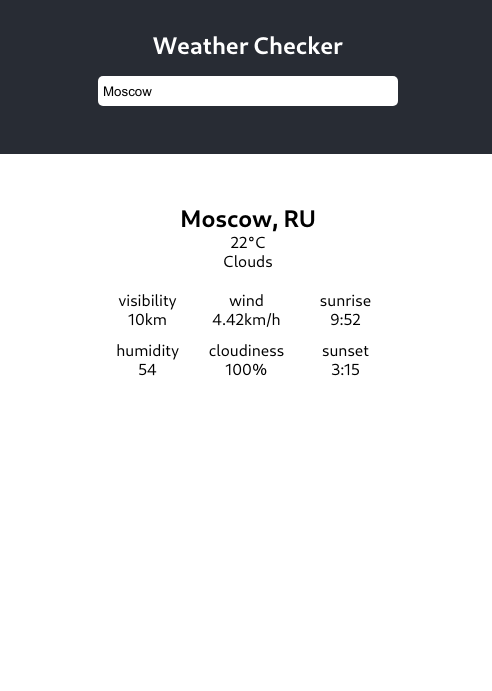 Weather Checker
Moscow
Moscow, RU
22°C
Clouds
visibility wind sunrise
10km 4.42km/h 9:52
humidity cloudiness sunset
54 100% 3:15